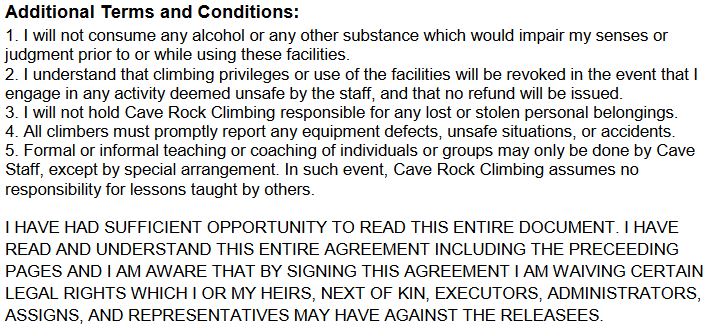 Additional Terms and Conditions:
1. I will not consume any alcohol or any other substance which would impair my senses or
judgment prior to or while using these facilities.
2. I understand that climbing privileges or use of the facilities will be revoked in the event that I
engage in any activity deemed unsafe by the staff, and that no refund will be issued.
3. I will not hold Cave Rock Climbing responsible for any lost or stolen personal belongings.
4. All climbers must promptly report any equipment defects, unsafe situations, or accidents.
5. Formal or informal teaching or coaching of individuals or groups may only be done by Cave
Staff, except by special arrangement. In such event, Cave Rock Climbing assumes no
responsibility for lessons taught by others.
I HAVE HAD SUFFICIENT OPPORTUNITY TO READ THIS ENTIRE DOCUMENT. I HAVE
READ AND UNDERSTAND THIS ENTIRE AGREEMENT INCLUDING THE PRECEEDING
PAGES AND I AM AWARE THAT BY SIGNING THIS AGREEMENT I AM WAIVING CERTAIN
LEGAL RIGHTS WHICH I OR MY HEIRS, NEXT OF KIN, EXECUTORS, ADMINISTRATORS,
ASSIGNS, AND REPRESENTATIVES MAY HAVE AGAINST THE RELEASEES.